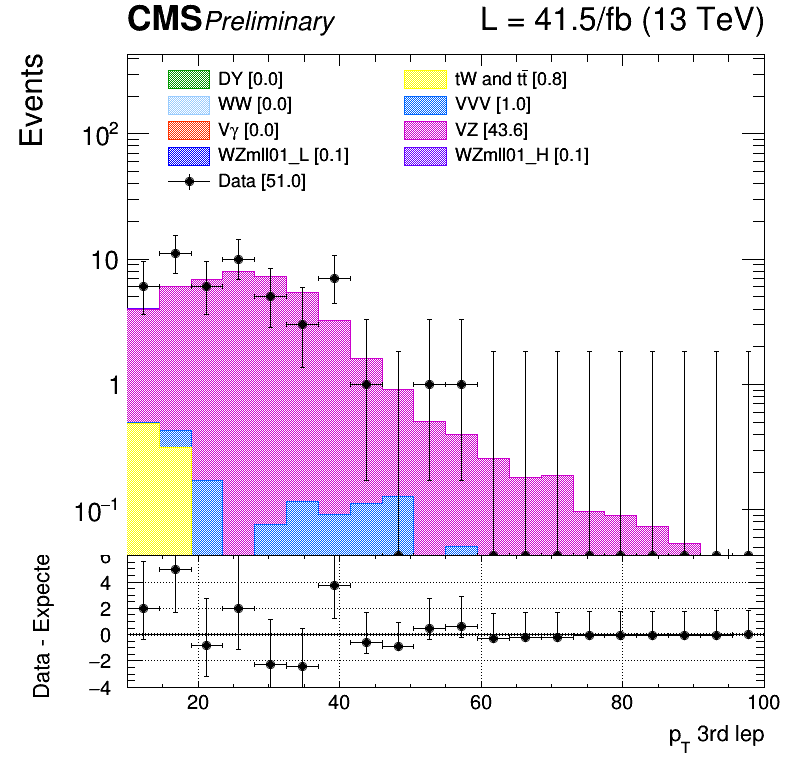 CMS Preliminary L = 41.5/fb (13 TeV)
Events
DY [0.0]
tW and tt̄ [0.8]
WW [0.0]
VVV [1.0]
Vγ [0.0]
VZ [43.6]
WZmll01_L [0.1]
WZmll01_H [0.1]
Data [51.0]
10²
10
1
10⁻¹
Data - Expecte
6
4
2
0
−2
−4
20 40 60 80 100
p_T 3rd lep